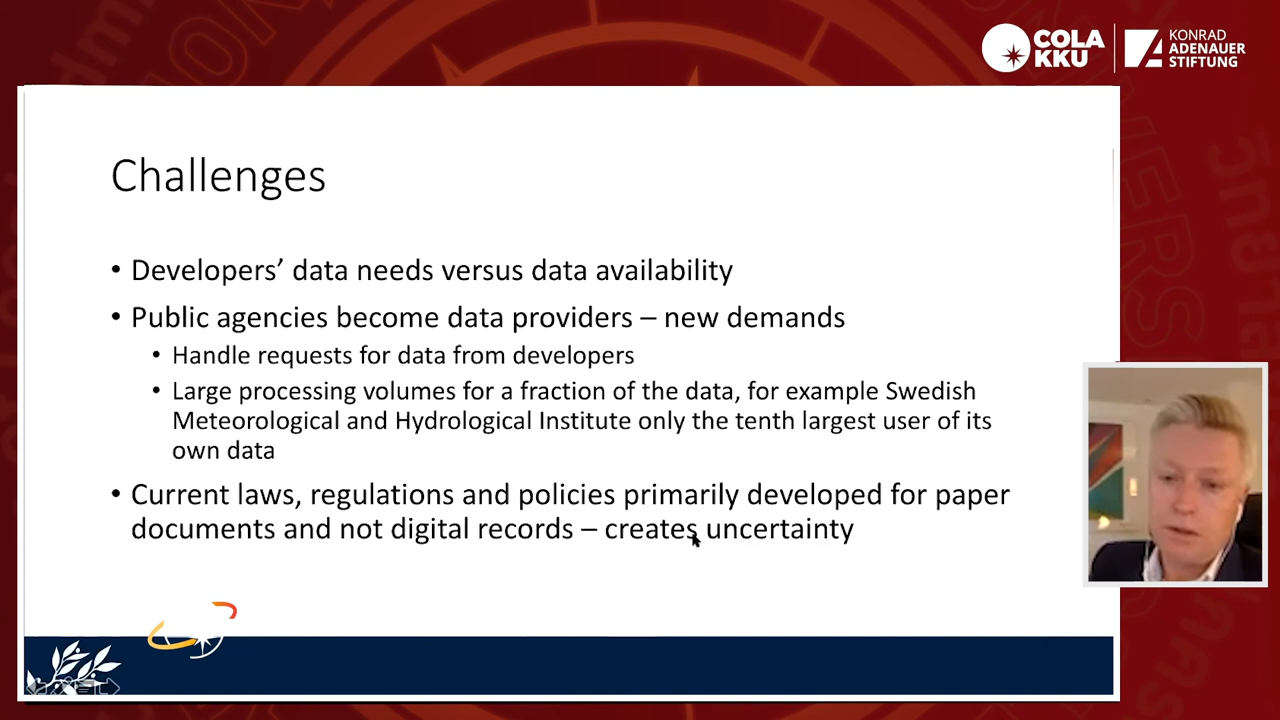 COLA
KKU
KONRAD
ADENAUER
STIFTUNG
Challenges
• Developers’ data needs versus data availability
• Public agencies become data providers – new demands
• Handle requests for data from developers
• Large processing volumes for a fraction of the data, for example Swedish
Meteorological and Hydrological Institute only the tenth largest user of its
own data
• Current laws, regulations and policies primarily developed for paper
documents and not digital records – creates uncertainty